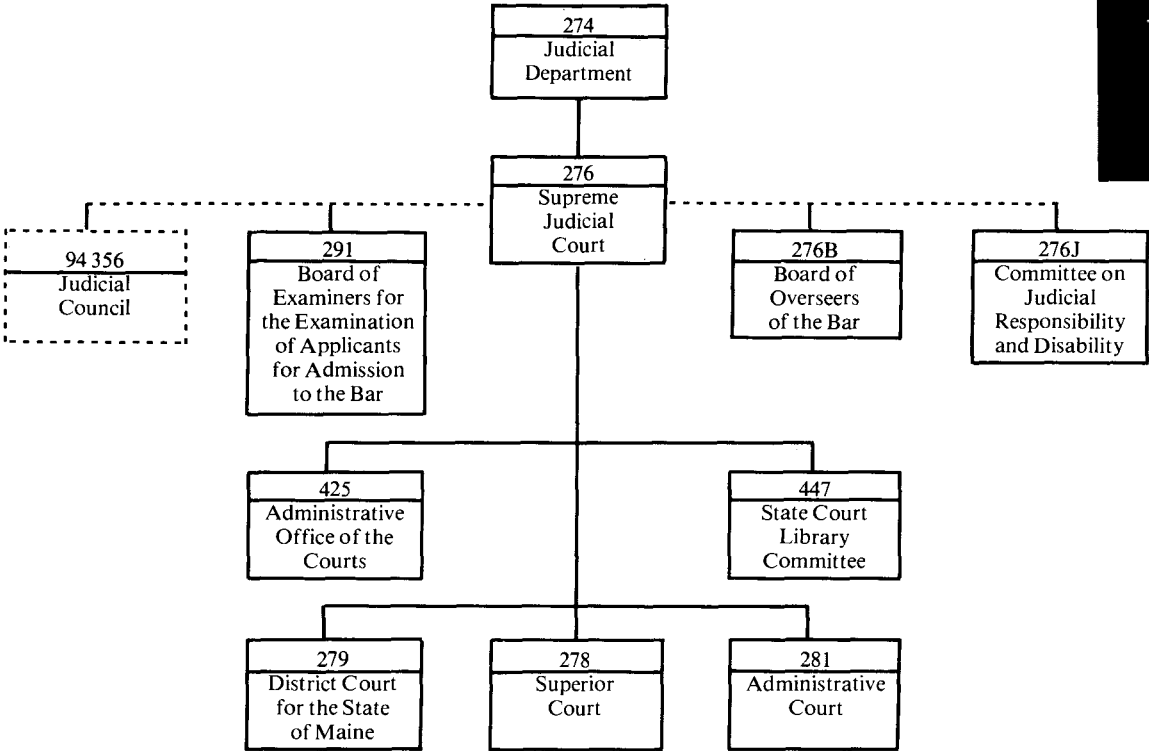 274
Judicial
Department
276
Supreme
Judicial
Court
94 356
Judicial
Council
291
Board of
Examiners for
the Examination
of Applicants
for Admission
to the Bar
276B
Board of
Overseers
of the Bar
276J
Committee on
Judicial
Responsibility
and Disability
425
Administrative
Office of the
Courts
447
State Court
Library
Committee
279
District Court
for the State
of Maine
278
Superior
Court
281
Administrative
Court